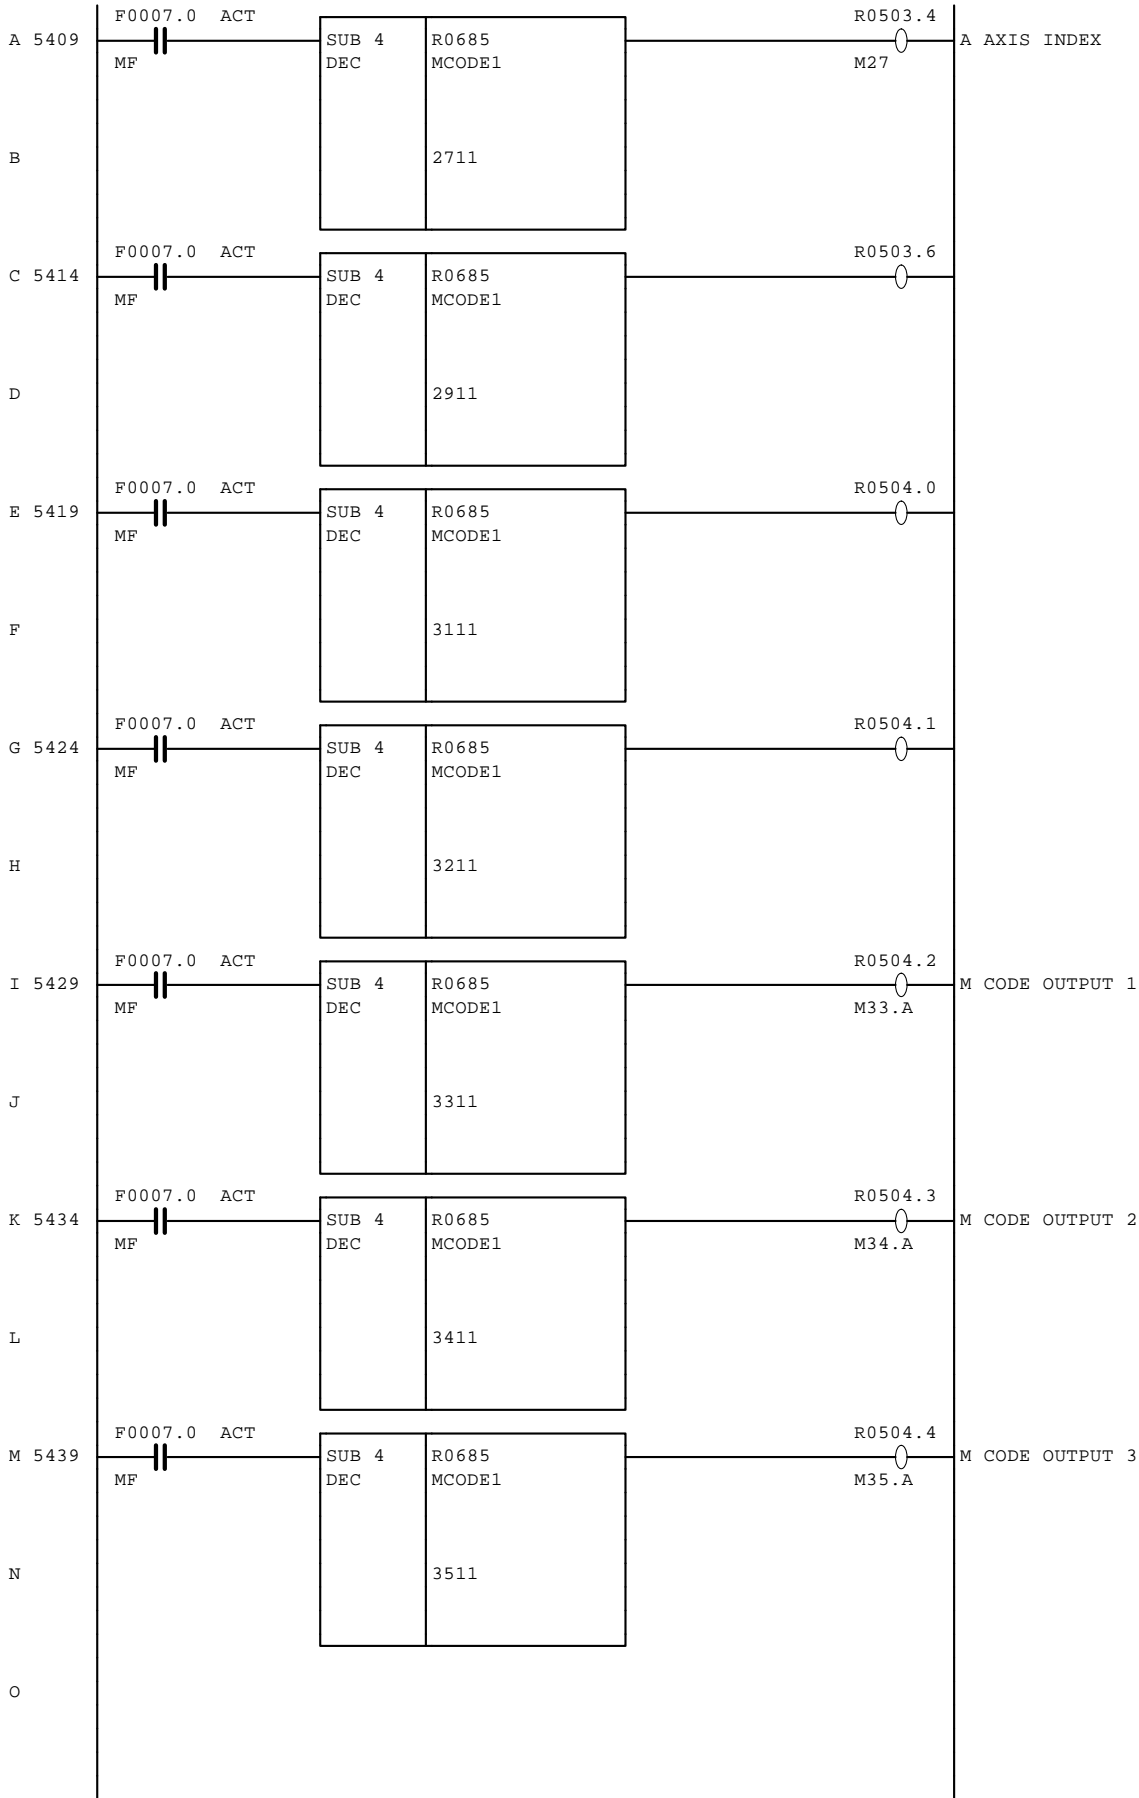 F0007.0 ACT R0503.4
A 5409 SUB 4 R0685 A AXIS INDEX
MF DEC MCODE1 M27
B 2711
F0007.0 ACT R0503.6
C 5414 SUB 4 R0685
MF DEC MCODE1
D 2911
F0007.0 ACT R0504.0
E 5419 SUB 4 R0685
MF DEC MCODE1
F 3111
F0007.0 ACT R0504.1
G 5424 SUB 4 R0685
MF DEC MCODE1
H 3211
F0007.0 ACT R0504.2
I 5429 SUB 4 R0685 M CODE OUTPUT 1
MF DEC MCODE1 M33.A
J 3311
F0007.0 ACT R0504.3
K 5434 SUB 4 R0685 M CODE OUTPUT 2
MF DEC MCODE1 M34.A
L 3411
F0007.0 ACT R0504.4
M 5439 SUB 4 R0685 M CODE OUTPUT 3
MF DEC MCODE1 M35.A
N 3511
O